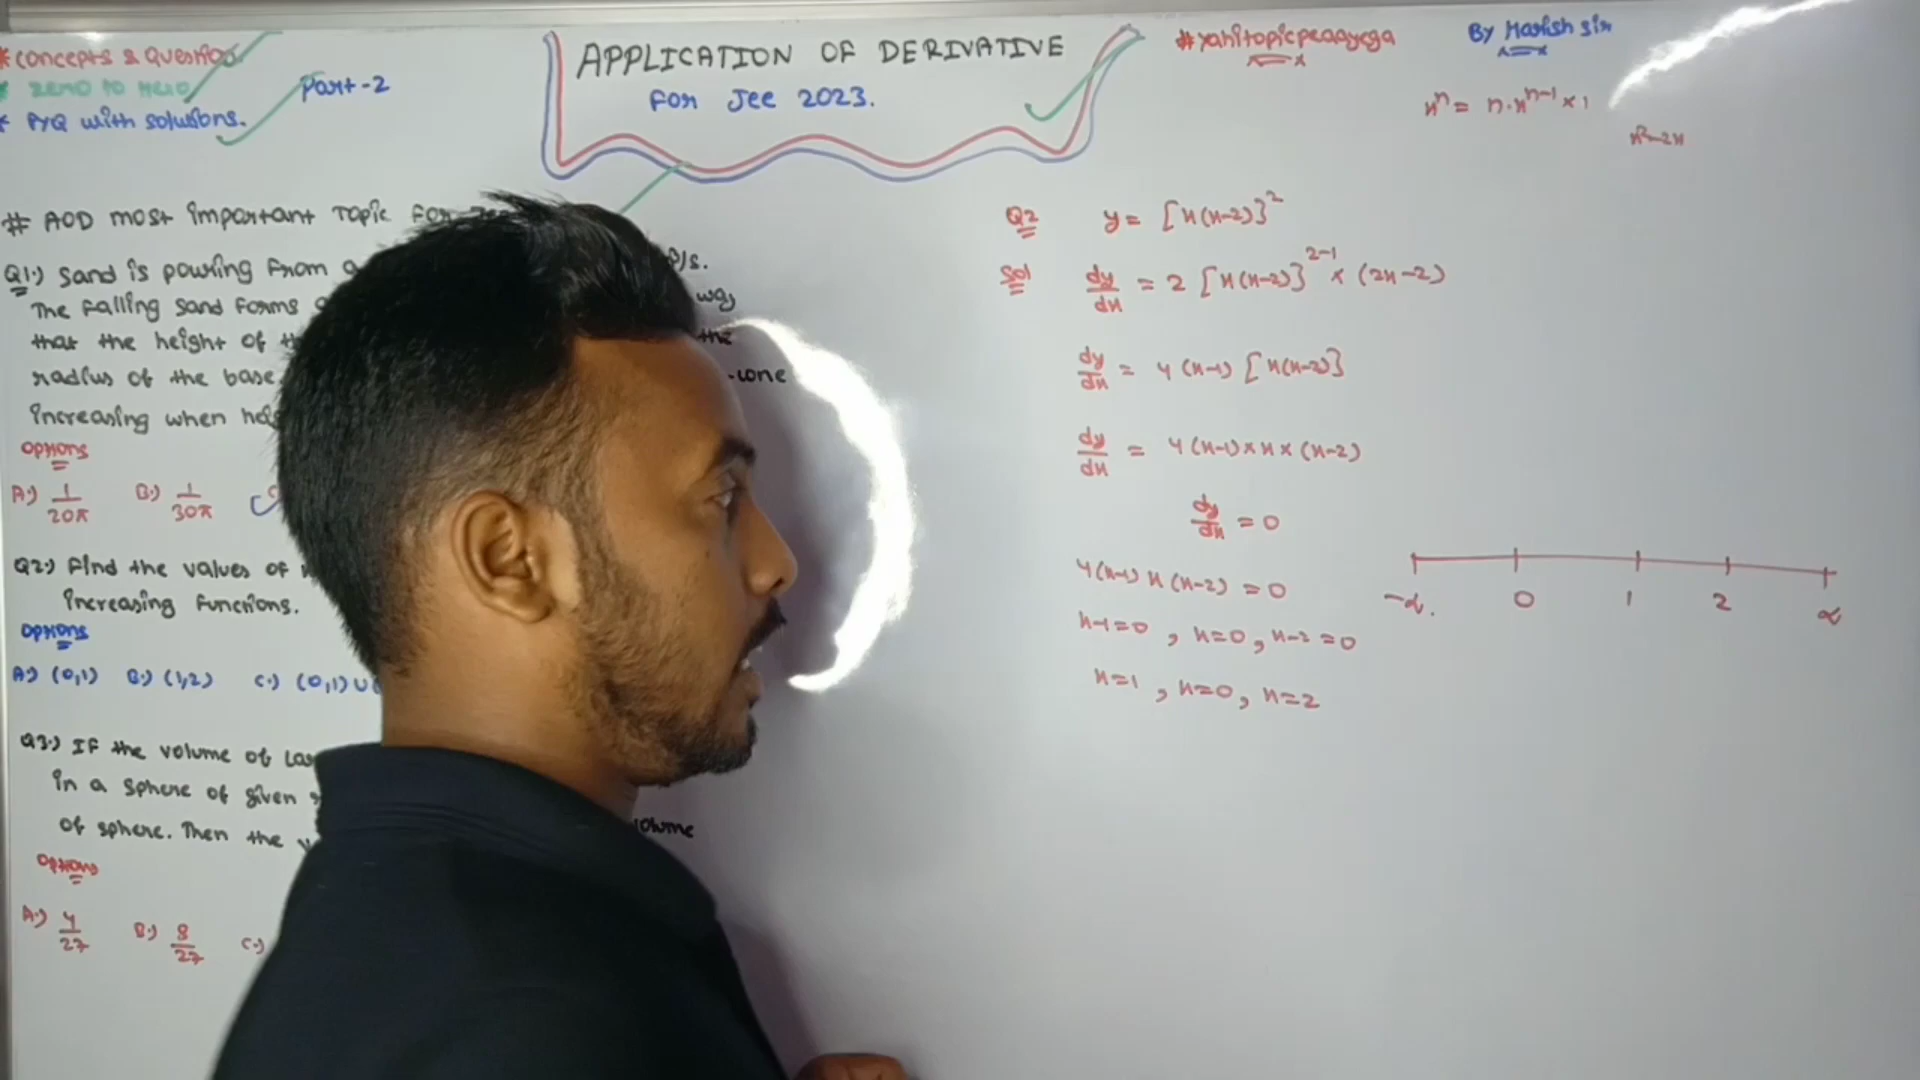 *Concepts & Question
* Zero to Hero
* PYQ with solutions.
Part-2
APPLICATION OF DERIVATIVE
For Jee 2023.
#Yahitopicpeaayega
By Harish sir
xⁿ = n·xⁿ⁻¹ × 1
x²-2x
# AOD most important Topic For
Q1.) Sand is pouring from
The Falling sand Forms
way
that the height of
the
radius of the base
-cone
increasing when
Options
A.) 1/20π B.) 1/30π
Q2.) Find the values of
increasing functions.
Options
A.) (0,1) B.) (1,2) C.) (0,1)∪
Q3.) IF the volume of
in a sphere of given
of sphere. Then the
volume
Options
A.) 4/27 B.) 8/27 C.)
Q2 y = [x(x-2)]²
Sol dy/dx = 2 [x(x-2)]²⁻¹ × (2x-2)
dy/dx = 4(x-1) [x(x-2)]
dy/dx = 4(x-1) × x × (x-2)
dy/dx = 0
4(x-1) x (x-2) = 0
x-1=0 , x=0, x-2=0
x=1 , x=0, x=2
-∞. 0 1 2 ∞